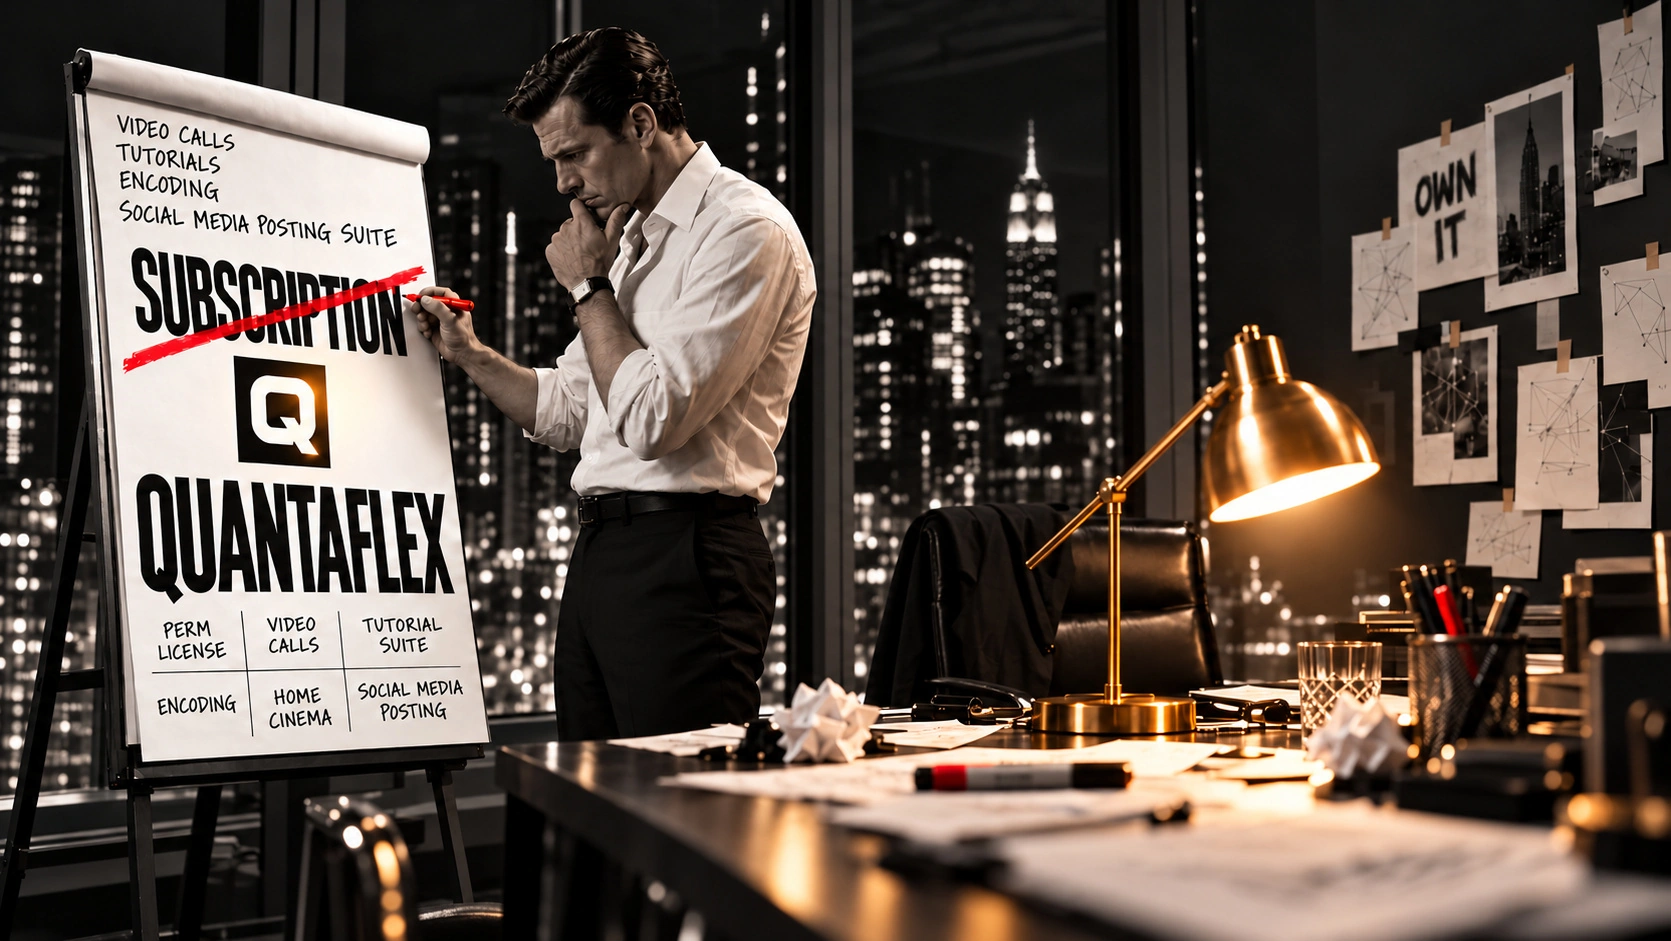 VIDEO CALLS
TUTORIALS
ENCODING
SOCIAL MEDIA POSTING SUITE
SUBSCRIPTION
Q
QUANTAFLEX
PERM
LICENSE
VIDEO
CALLS
TUTORIAL
SUITE
ENCODING
HOME
CINEMA
SOCIAL MEDIA
POSTING
OWN
IT